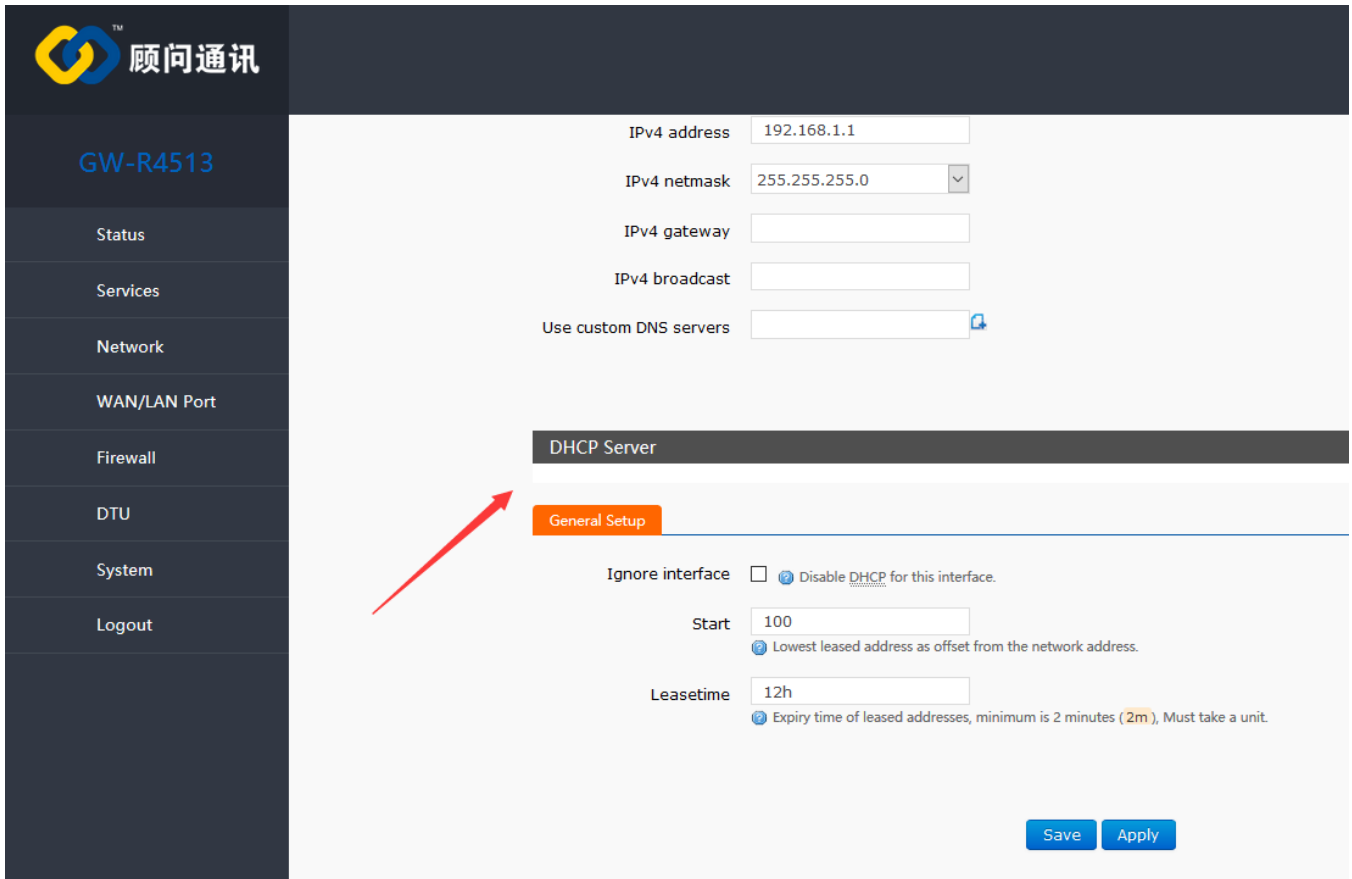 TM
顾问通讯
GW-R4513
Status
Services
Network
WAN/LAN Port
Firewall
DTU
System
Logout
IPv4 address 192.168.1.1
IPv4 netmask 255.255.255.0
IPv4 gateway
IPv4 broadcast
Use custom DNS servers
DHCP Server
General Setup
Ignore interface Disable DHCP for this interface.
Start 100
Lowest leased address as offset from the network address.
Leasetime 12h
Expiry time of leased addresses, minimum is 2 minutes ( 2m ), Must take a unit.
Save Apply